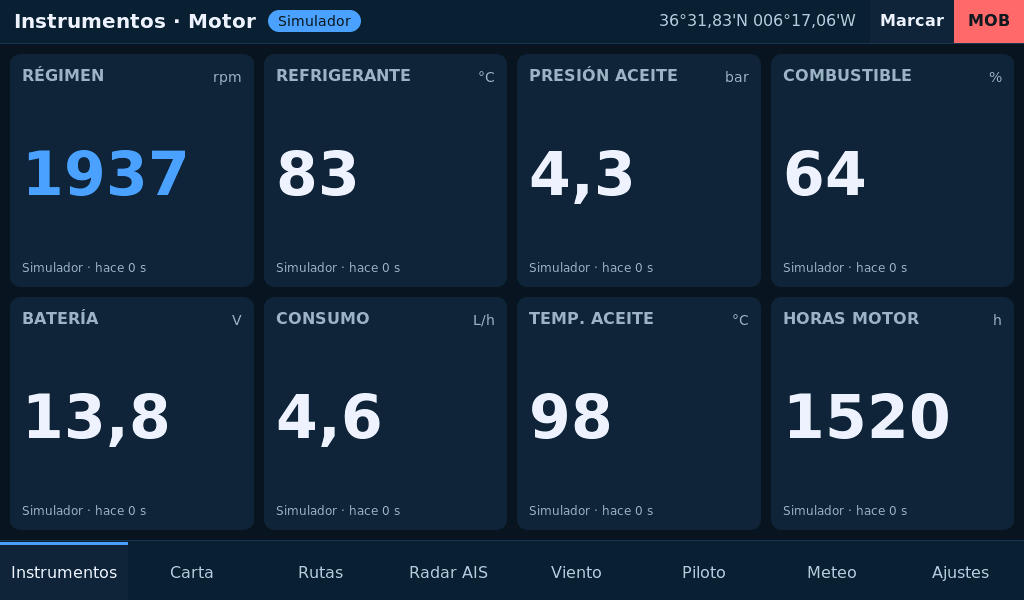 Instrumentos · Motor Simulador 36°31,83'N 006°17,06'W Marcar MOB
RÉGIMEN rpm
1937
Simulador · hace 0 s
REFRIGERANTE °C
83
Simulador · hace 0 s
PRESIÓN ACEITE bar
4,3
Simulador · hace 0 s
COMBUSTIBLE %
64
Simulador · hace 0 s
BATERÍA V
13,8
Simulador · hace 0 s
CONSUMO L/h
4,6
Simulador · hace 0 s
TEMP. ACEITE °C
98
Simulador · hace 0 s
HORAS MOTOR h
1520
Simulador · hace 0 s
Instrumentos Carta Rutas Radar AIS Viento Piloto Meteo Ajustes